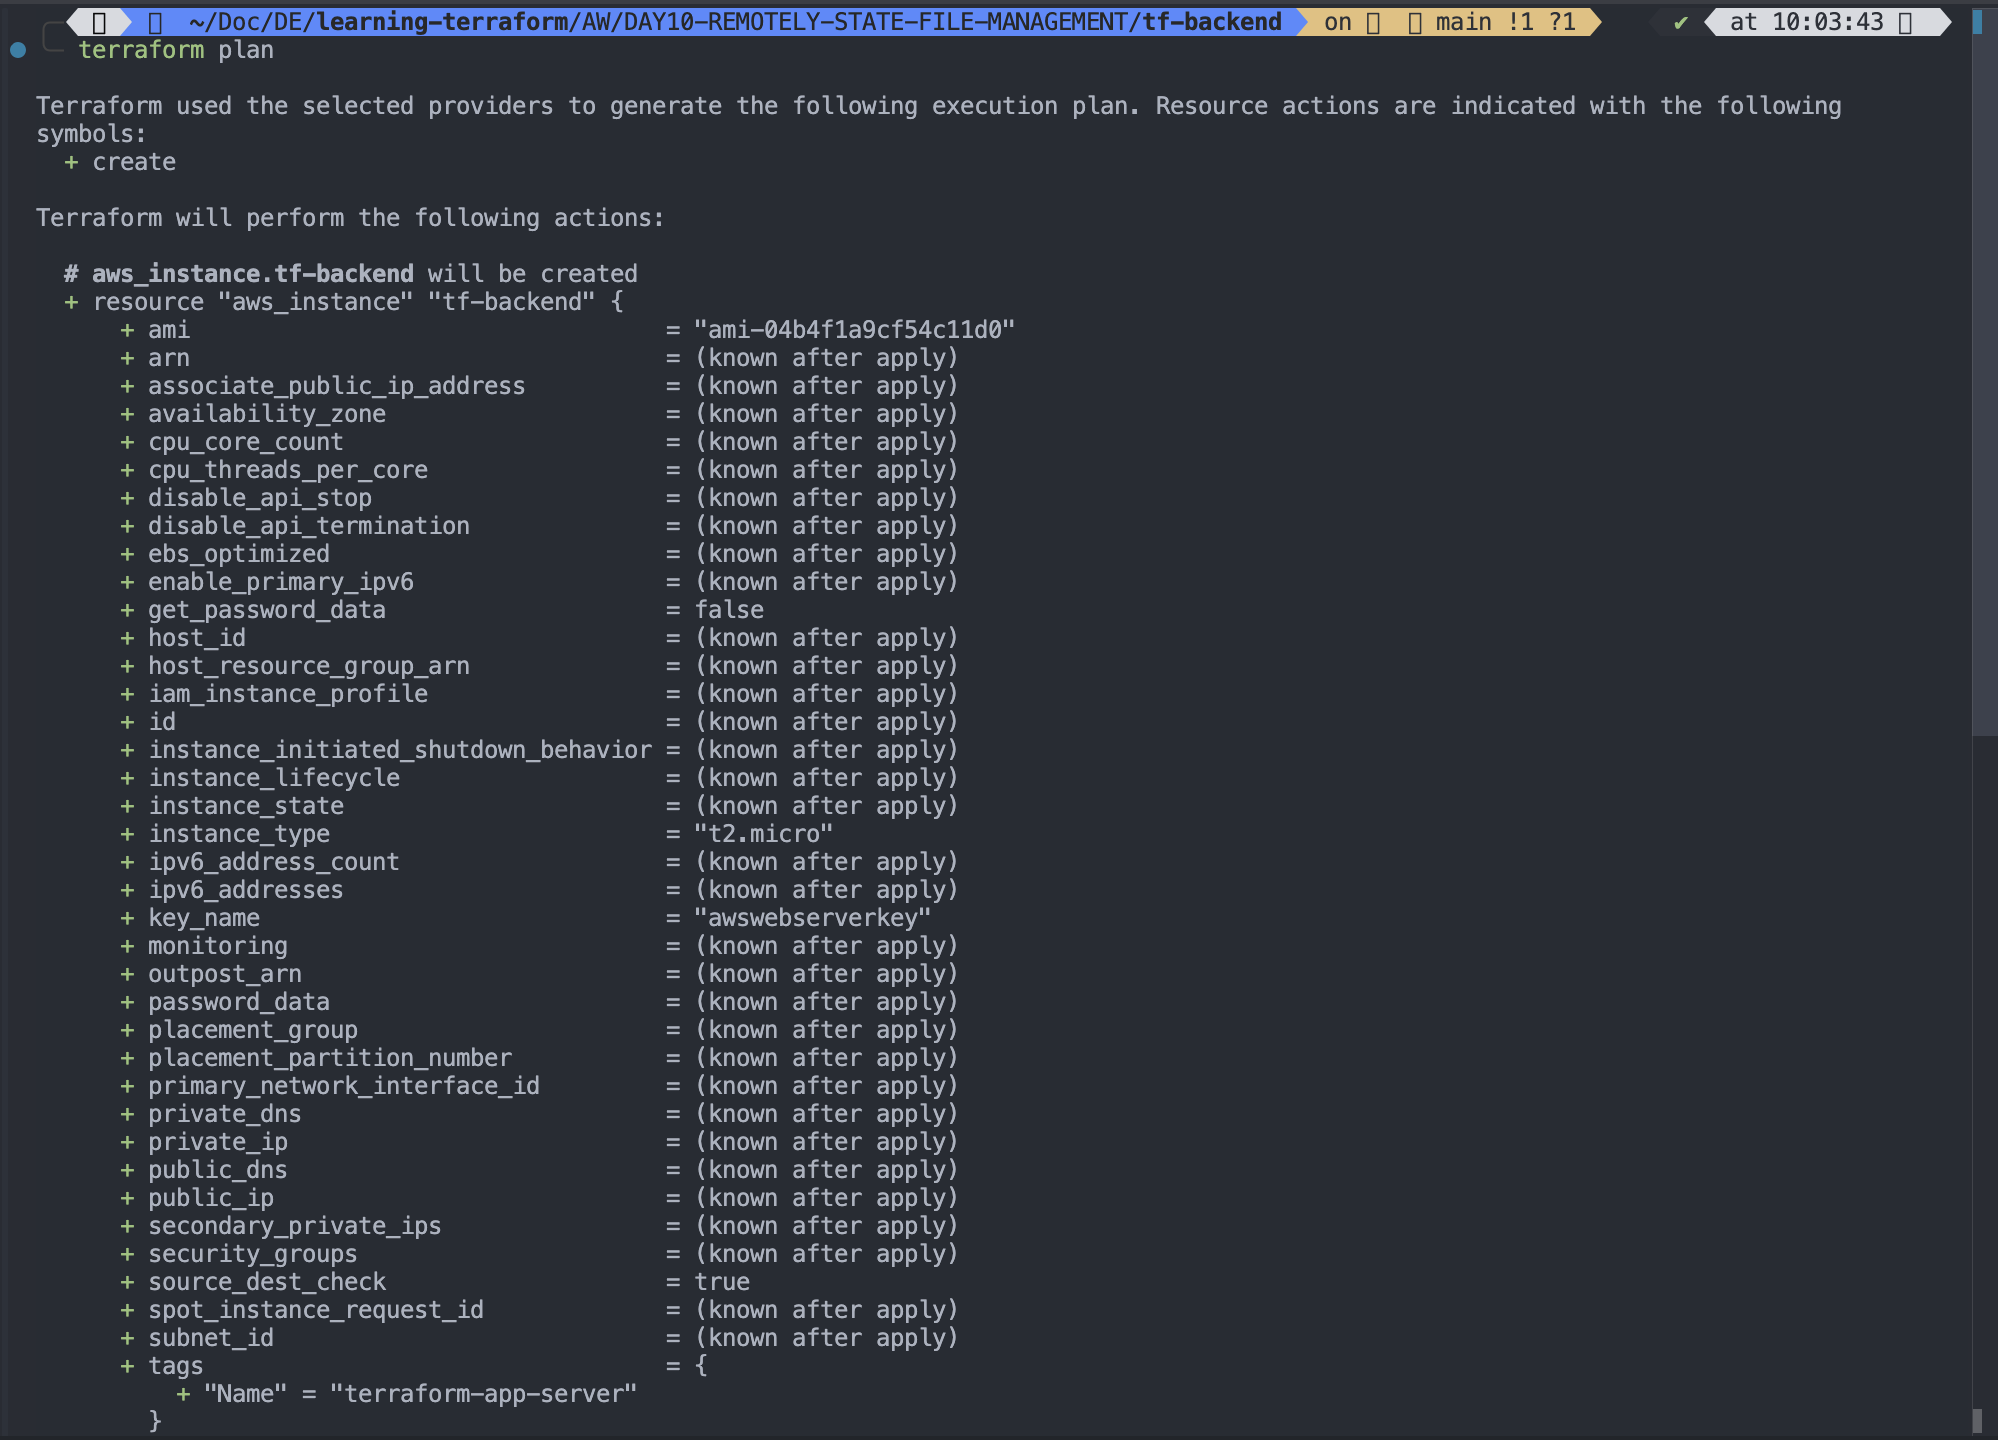 ~/Doc/DE/learning-terraform/AW/DAY10-REMOTELY-STATE-FILE-MANAGEMENT/tf-backend on main !1 ?1 ✔ at 10:03:43
terraform plan
Terraform used the selected providers to generate the following execution plan. Resource actions are indicated with the following
symbols:
+ create
Terraform will perform the following actions:
# aws_instance.tf-backend will be created
+ resource "aws_instance" "tf-backend" {
+ ami = "ami-04b4f1a9cf54c11d0"
+ arn = (known after apply)
+ associate_public_ip_address = (known after apply)
+ availability_zone = (known after apply)
+ cpu_core_count = (known after apply)
+ cpu_threads_per_core = (known after apply)
+ disable_api_stop = (known after apply)
+ disable_api_termination = (known after apply)
+ ebs_optimized = (known after apply)
+ enable_primary_ipv6 = (known after apply)
+ get_password_data = false
+ host_id = (known after apply)
+ host_resource_group_arn = (known after apply)
+ iam_instance_profile = (known after apply)
+ id = (known after apply)
+ instance_initiated_shutdown_behavior = (known after apply)
+ instance_lifecycle = (known after apply)
+ instance_state = (known after apply)
+ instance_type = "t2.micro"
+ ipv6_address_count = (known after apply)
+ ipv6_addresses = (known after apply)
+ key_name = "awswebserverkey"
+ monitoring = (known after apply)
+ outpost_arn = (known after apply)
+ password_data = (known after apply)
+ placement_group = (known after apply)
+ placement_partition_number = (known after apply)
+ primary_network_interface_id = (known after apply)
+ private_dns = (known after apply)
+ private_ip = (known after apply)
+ public_dns = (known after apply)
+ public_ip = (known after apply)
+ secondary_private_ips = (known after apply)
+ security_groups = (known after apply)
+ source_dest_check = true
+ spot_instance_request_id = (known after apply)
+ subnet_id = (known after apply)
+ tags = {
+ "Name" = "terraform-app-server"
}